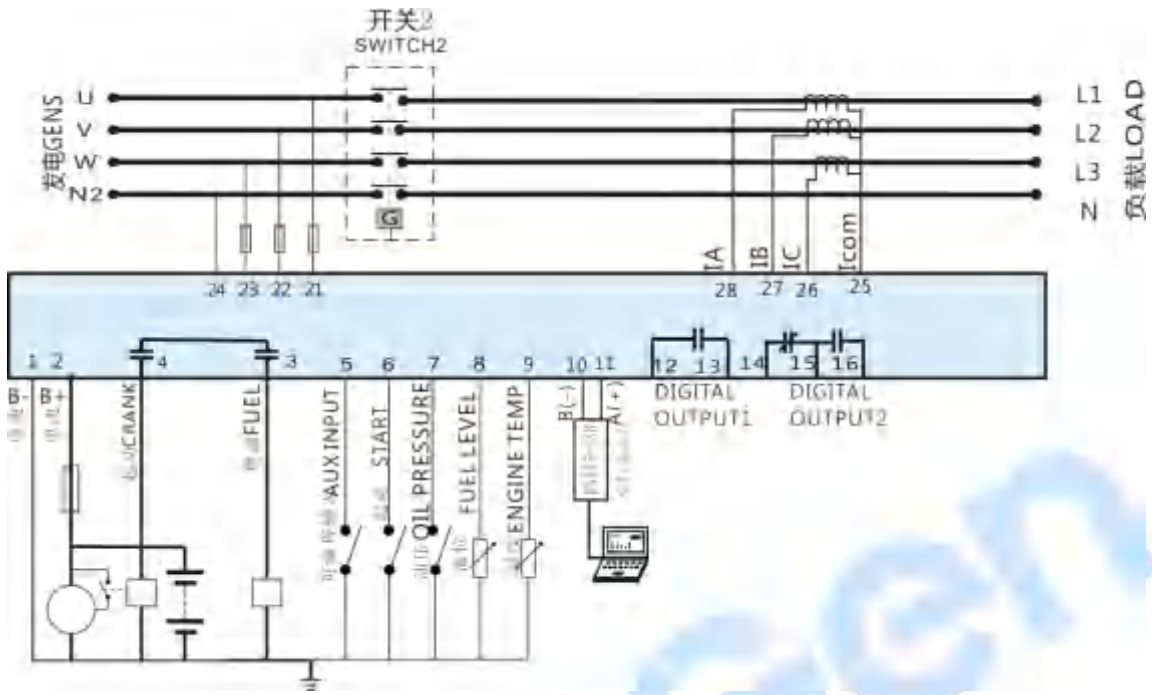 开关2
SWITCH2
发电GENS
U
V
W
N2
L1
L2
L3
N
负载LOAD
G
IA
IB
IC
Icom
24 23 22 21
28 27 26 25
1 2 4 3 5 6 7 8 9 10 11 12 13 14 15 16
B-
B+
CRANK
FUEL
AUX INPUT
START
OIL PRESSURE
FUEL LEVEL
ENGINE TEMP
B(-)
A(+)
DIGITAL
OUTPUT1
DIGITAL
OUTPUT2